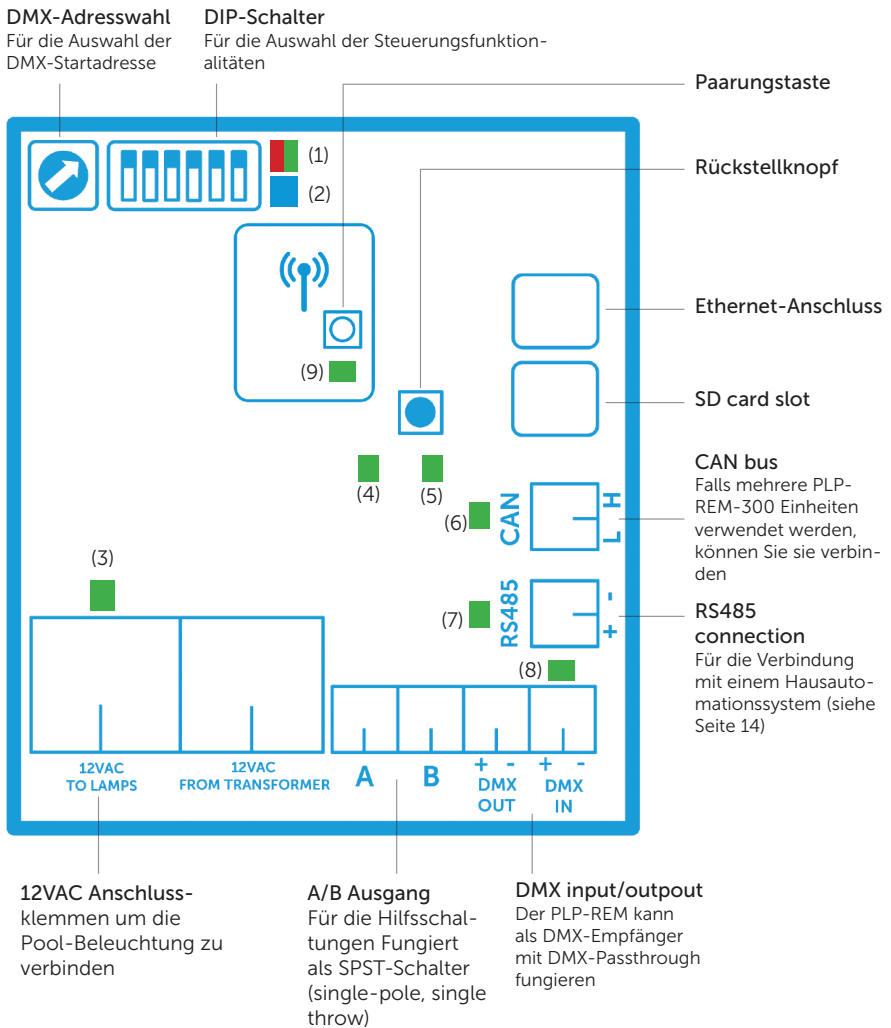 DMX-Adresswahl
Für die Auswahl der
DMX-Startadresse
DIP-Schalter
Für die Auswahl der Steuerungsfunktion-
alitäten
Paarungstaste
Rückstellknopf
Ethernet-Anschluss
SD card slot
CAN bus
Falls mehrere PLP-
REM-300 Einheiten
verwendet werden,
können Sie sie verbin-
den
RS485
connection
Für die Verbindung
mit einem Hausauto-
mationssystem (siehe
Seite 14)
(1)
(2)
(9)
(4)
(5)
(6)
CAN
H
L
(3)
(7)
RS485
-
+
(8)
12VAC
TO LAMPS
12VAC
FROM TRANSFORMER
A
B
+ -
DMX
OUT
+ -
DMX
IN
12VAC Anschluss-
klemmen um die
Pool-Beleuchtung zu
verbinden
A/B Ausgang
Für die Hilfsschal-
tungen Fungiert
als SPST-Schalter
(single-pole, single
throw)
DMX input/outpout
Der PLP-REM kann
als DMX-Empfänger
mit DMX-Passthrough
fungieren